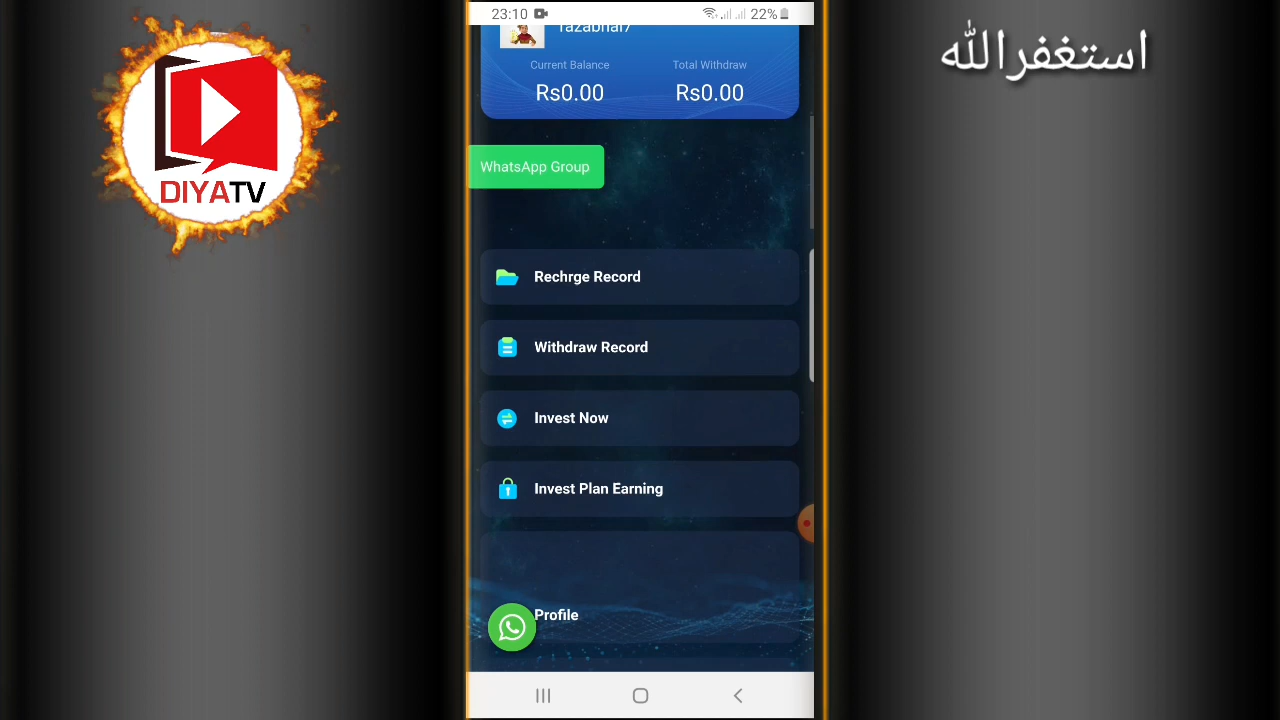 23:10
22%
استغفرالله
DIYATV
Current Balance
Total Withdraw
Rs0.00
Rs0.00
WhatsApp Group
Rechrge Record
Withdraw Record
Invest Now
Invest Plan Earning
Profile